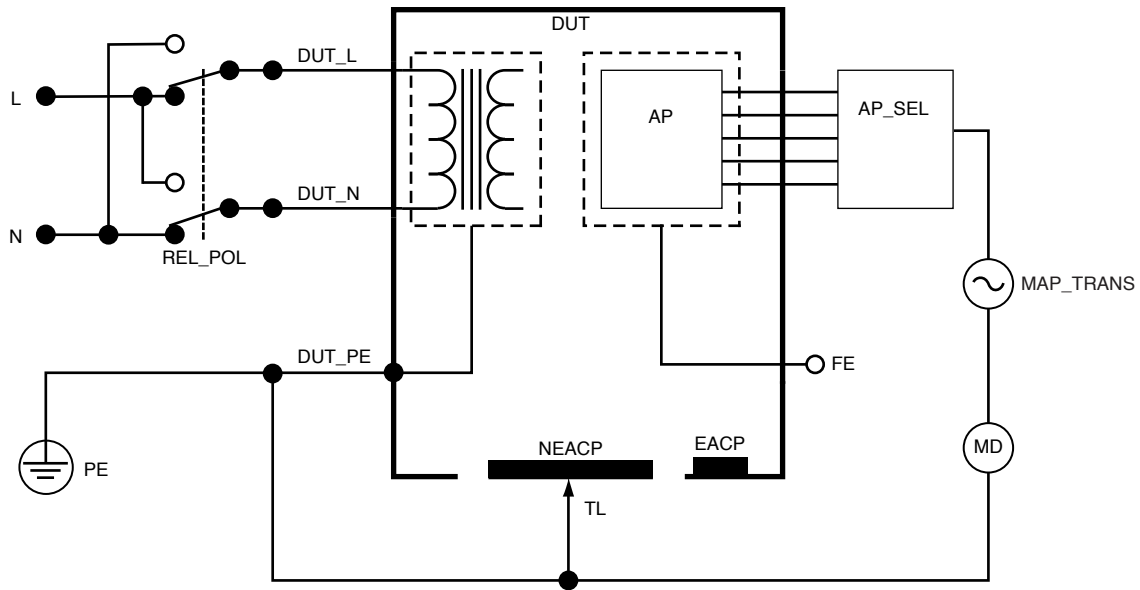 DUT
DUT_L
L
AP
AP_SEL
DUT_N
N
REL_POL
MAP_TRANS
DUT_PE
FE
NEACP
EACP
MD
PE
TL